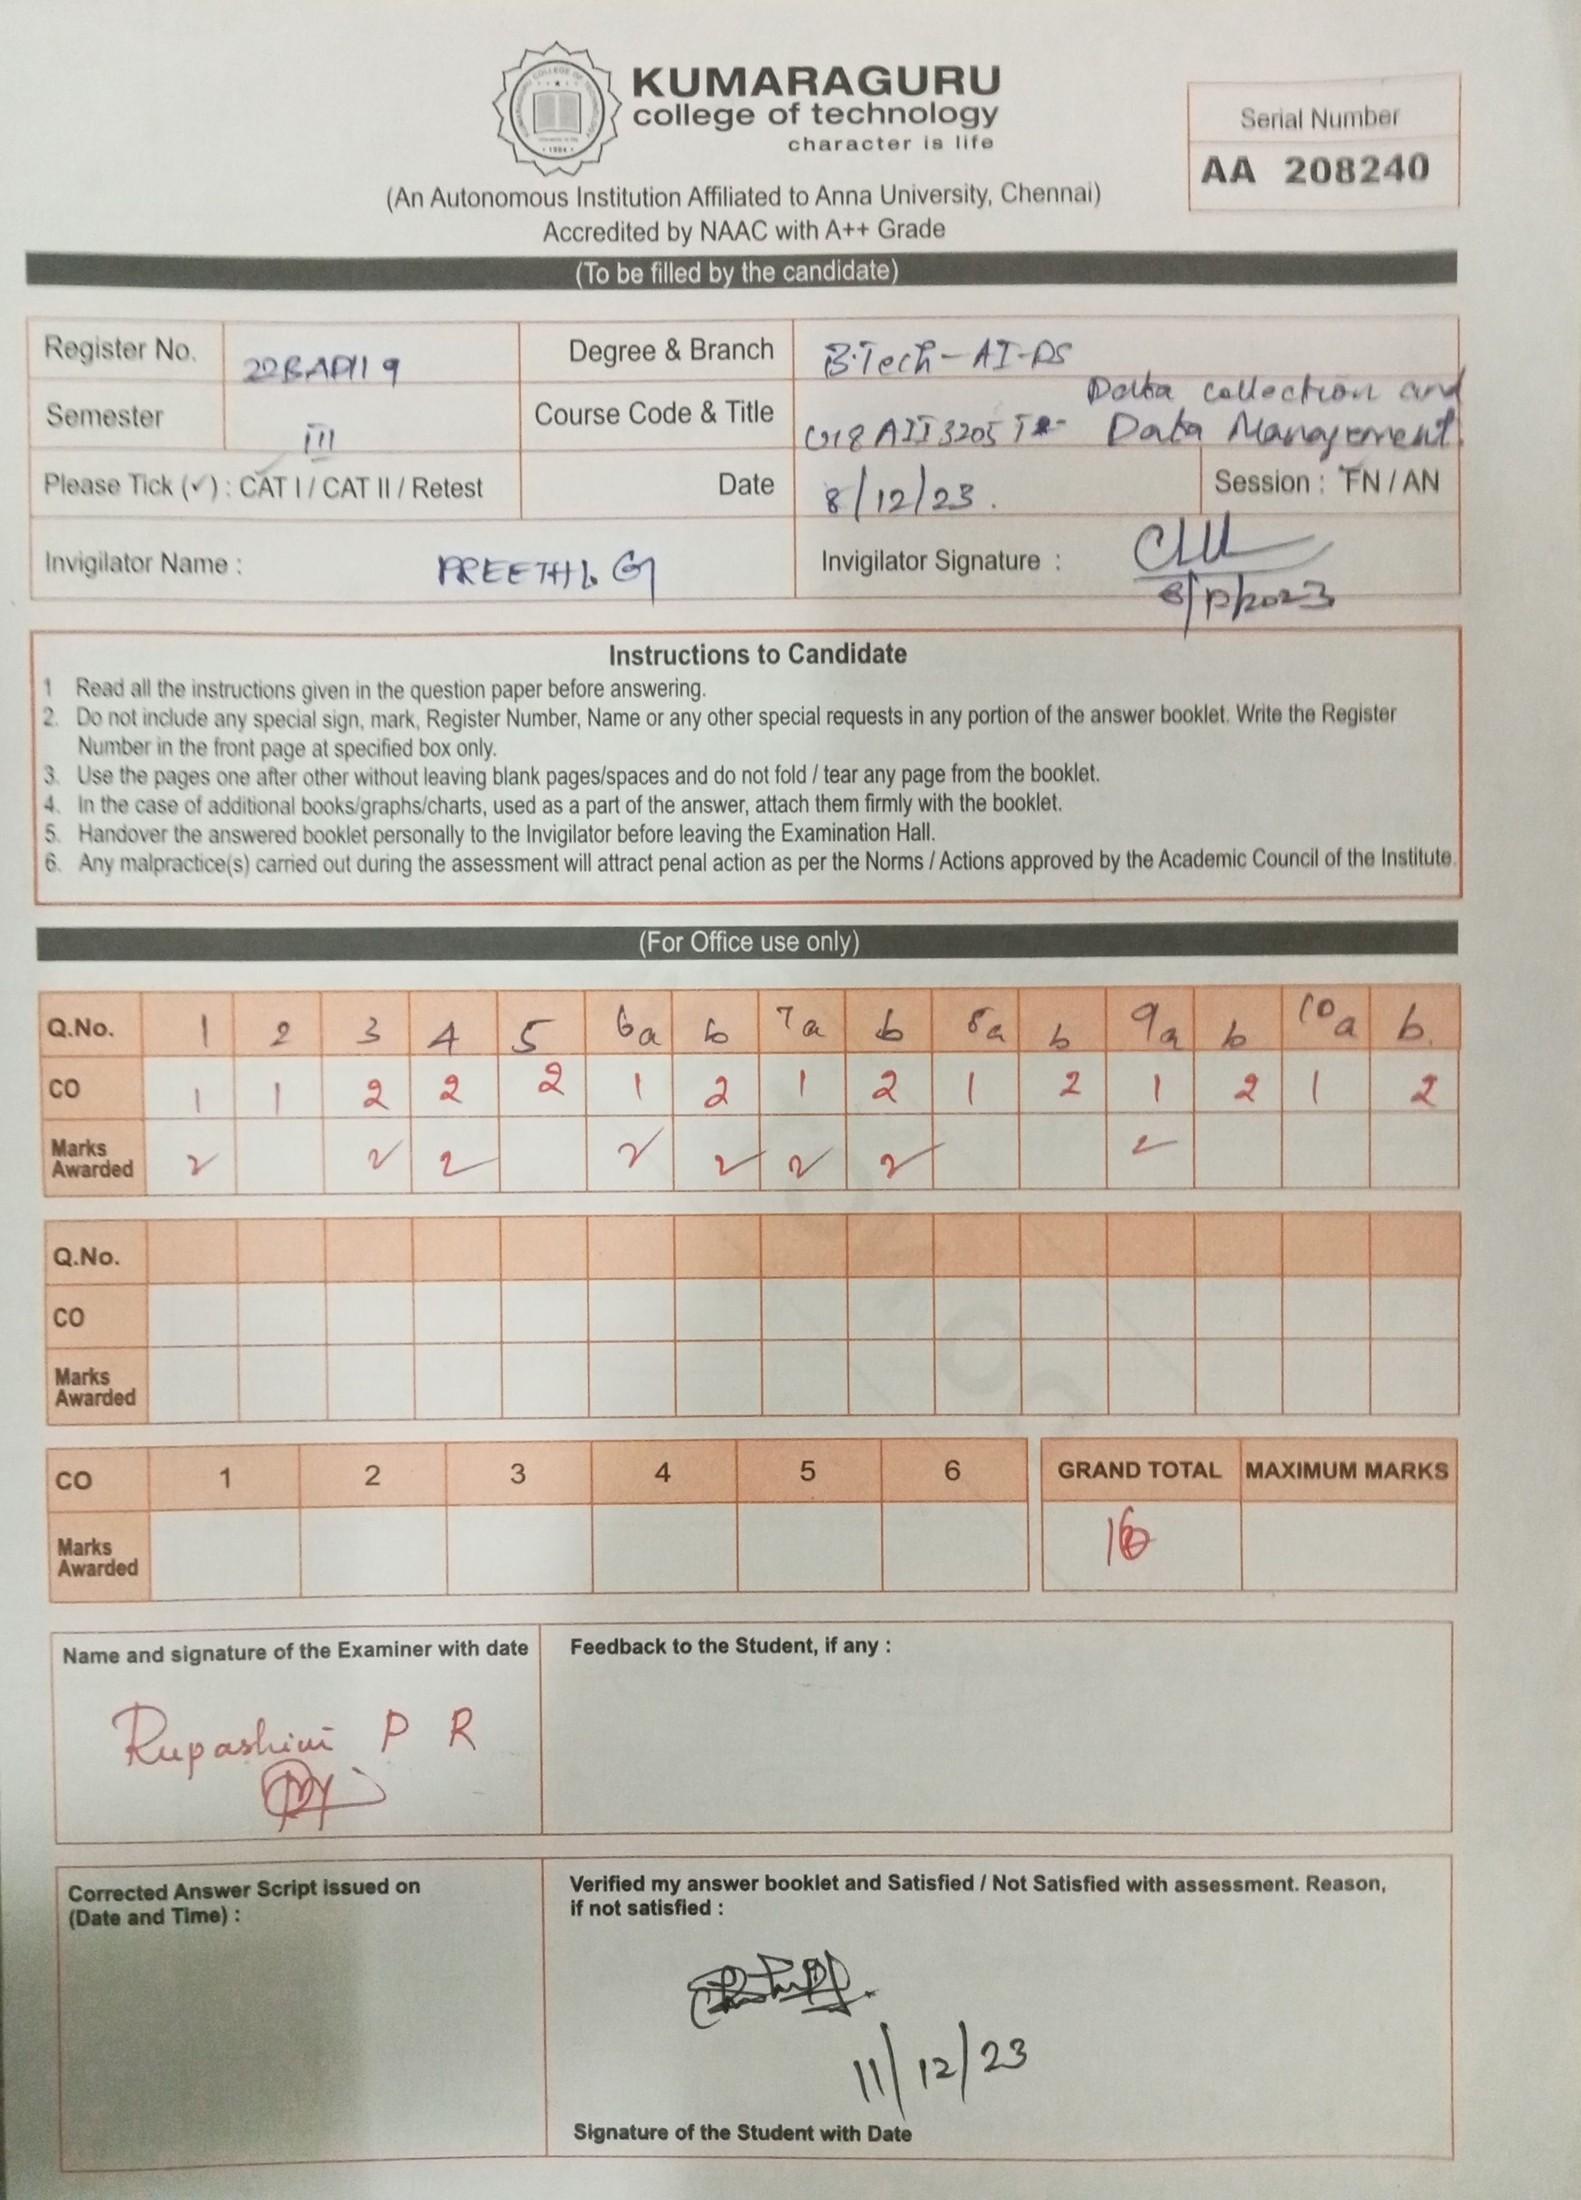 KUMARAGURU
college of technology
character is life
(An Autonomous Institution Affiliated to Anna University, Chennai)
Accredited by NAAC with A++ Grade
Serial Number
AA 208240
(To be filled by the candidate)
Register No. 22BAD119 Degree & Branch B.Tech - AI-DS
Semester III Course Code & Title U18AII3205 Data collection and
Data Management
Please Tick (✓) : CAT I / CAT II / Retest Date 8/12/23. Session : FN / AN
Invigilator Name : PREETHI. G Invigilator Signature :
8/12/2023
Instructions to Candidate
1 Read all the instructions given in the question paper before answering.
2. Do not include any special sign, mark, Register Number, Name or any other special requests in any portion of the answer booklet. Write the Register
Number in the front page at specified box only.
3. Use the pages one after other without leaving blank pages/spaces and do not fold / tear any page from the booklet.
4. In the case of additional books/graphs/charts, used as a part of the answer, attach them firmly with the booklet.
5. Handover the answered booklet personally to the Invigilator before leaving the Examination Hall.
6. Any malpractice(s) carried out during the assessment will attract penal action as per the Norms / Actions approved by the Academic Council of the Institute.
(For Office use only)
Q.No. 1 2 3 4 5 6a b 7a b 8a b 9a b 10a b.
CO 1 1 2 2 2 1 2 1 2 1 2 1 2 1 2
Marks Awarded 2 2 2 2 2 2 2 2
Q.No.
CO
Marks Awarded
CO 1 2 3 4 5 6 GRAND TOTAL MAXIMUM MARKS
Marks Awarded 16
Name and signature of the Examiner with date
Rupashini P R
Feedback to the Student, if any :
Corrected Answer Script issued on
(Date and Time) :
Verified my answer booklet and Satisfied / Not Satisfied with assessment. Reason,
if not satisfied :
11/12/23
Signature of the Student with Date